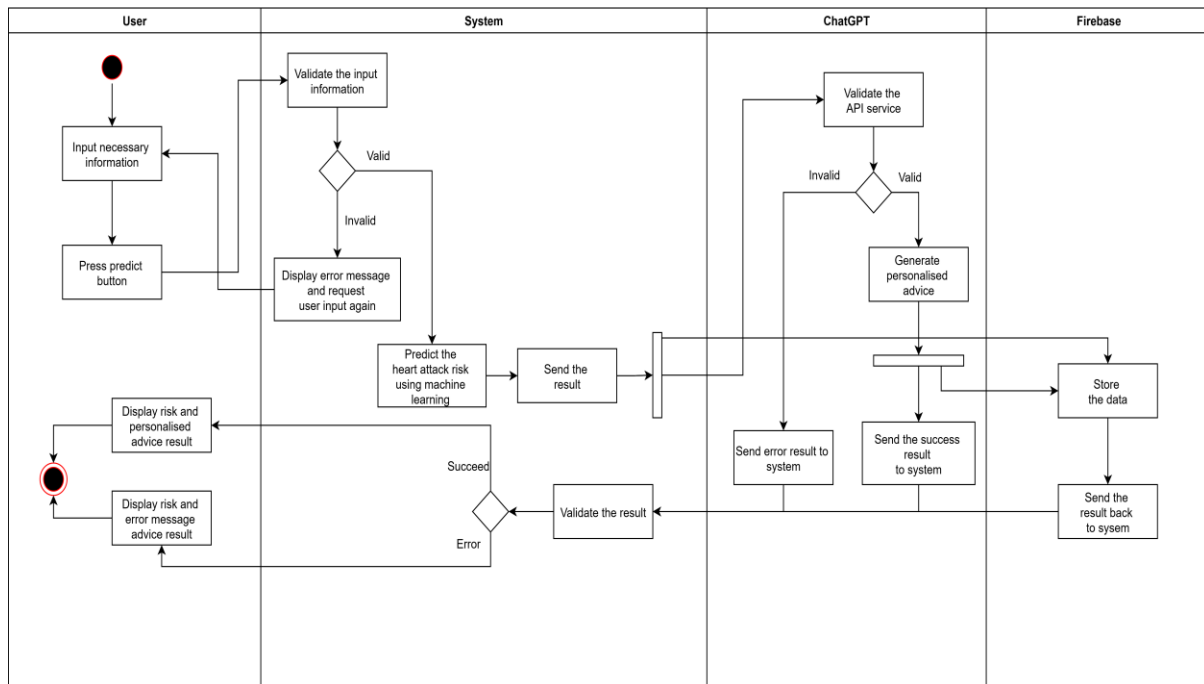 User
System
ChatGPT
Firebase
Input necessary
information
Press predict
button
Validate the input
information
Valid
Invalid
Display error message
and request
user input again
Predict the
heart attack risk
using machine
learning
Send the
result
Validate the
API service
Invalid
Valid
Generate
personalised
advice
Store
the data
Send error result to
system
Send the success
result
to system
Send the
result back
to sysem
Validate the result
Succeed
Error
Display risk and
personalised
advice result
Display risk and
error message
advice result